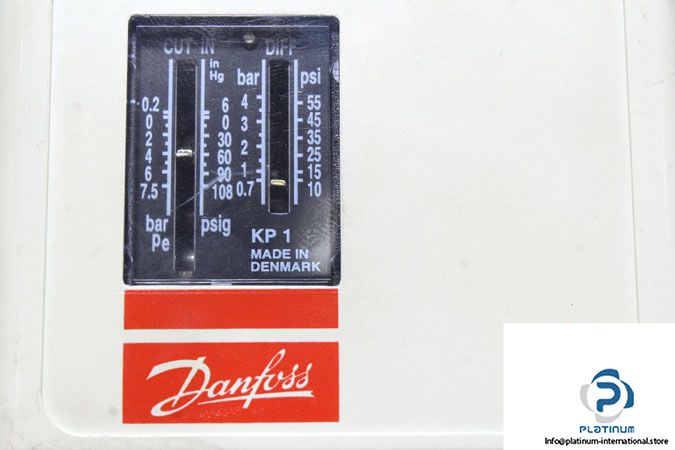 CUT IN DIFF
in
Hg
bar psi
-0.2 6
0 0
2 30
4 60
6 90
7.5 108
4 55
3 45
35
2 25
1 15
0.7 10
bar psig
Pe
KP 1
MADE IN
DENMARK
Danfoss
PLATINUM
Info@platinum-international.store